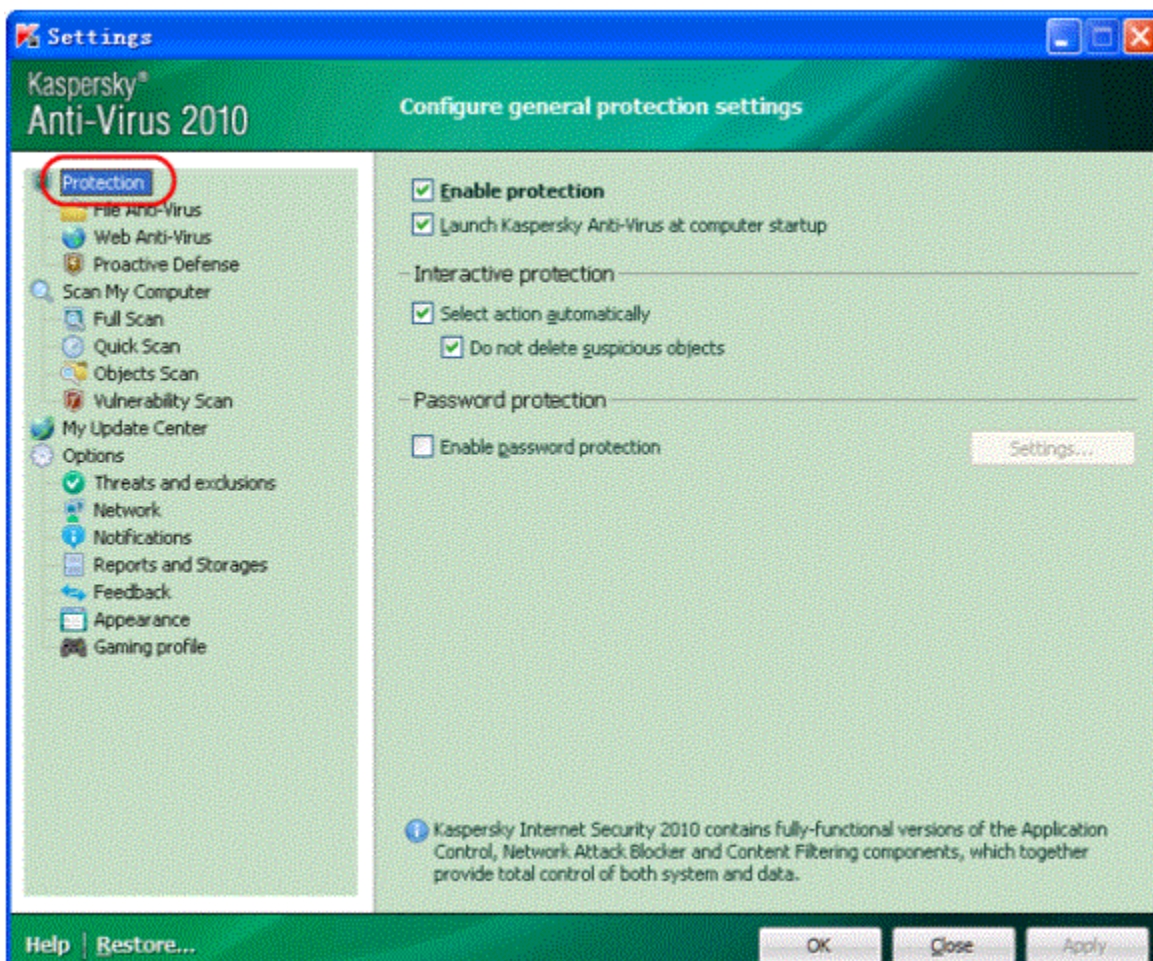 Settings
Kaspersky®
Anti-Virus 2010
Configure general protection settings
Protection
File Anti-Virus
Web Anti-Virus
Proactive Defense
Scan My Computer
Full Scan
Quick Scan
Objects Scan
Vulnerability Scan
My Update Center
Options
Threats and exclusions
Network
Notifications
Reports and Storages
Feedback
Appearance
Gaming profile
Enable protection
Launch Kaspersky Anti-Virus at computer startup
Interactive protection
Select action automatically
Do not delete suspicious objects
Password protection
Enable password protection
Settings...
Kaspersky Internet Security 2010 contains fully-functional versions of the Application
Control, Network Attack Blocker and Content Filtering components, which together
provide total control of both system and data.
Help | Restore...
OK
Close
Apply